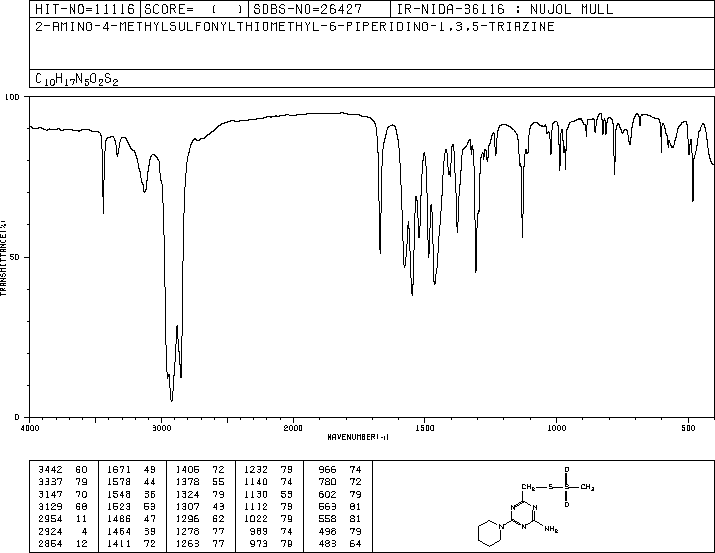 HIT-NO=11116 SCORE= ( ) SDBS-NO=26427 IR-NIDA-36116 : NUJOL MULL
2-AMINO-4-METHYLSULFONYLTHIOMETHYL-6-PIPERIDINO-1,3,5-TRIAZINE
C10H17N5O2S2
100
50
0
TRANSMITTANCE(%)
4000 3000 2000 1500 1000 500
WAVENUMBER(-1)
3442 60 1671 49 1406 72 1232 79 966 74
3337 79 1578 44 1378 55 1140 74 780 72
3147 70 1548 36 1324 79 1130 53 602 79
3129 68 1523 53 1307 43 1112 79 563 81
2954 11 1486 47 1296 62 1022 79 558 81
2924 4 1464 39 1278 77 989 74 498 79
2854 12 1411 72 1263 77 973 79 483 64
O
CH2 S S CH3
O
N N
N N NH2